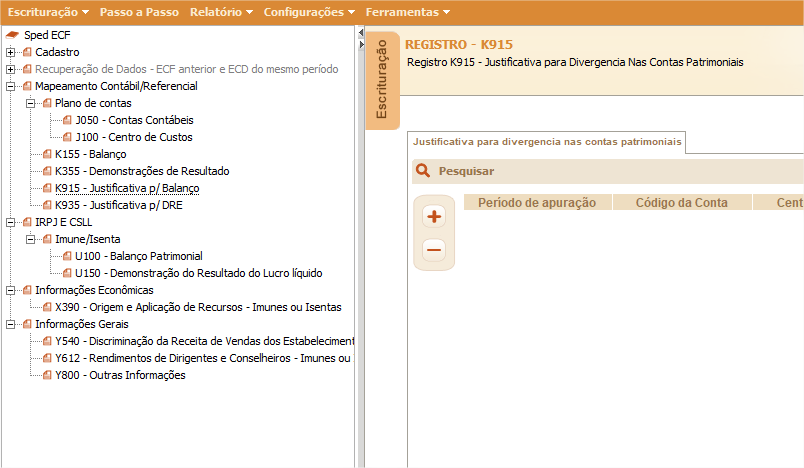 Escrituração Passo a Passo Relatório Configurações Ferramentas
Sped ECF
Cadastro
Recuperação de Dados - ECF anterior e ECD do mesmo período
Mapeamento Contábil/Referencial
Plano de contas
J050 - Contas Contábeis
J100 - Centro de Custos
K155 - Balanço
K355 - Demonstrações de Resultado
K915 - Justificativa p/ Balanço
K935 - Justificativa p/ DRE
IRPJ E CSLL
Imune/Isenta
U100 - Balanço Patrimonial
U150 - Demonstração do Resultado do Lucro líquido
Informações Econômicas
X390 - Origem e Aplicação de Recursos - Imunes ou Isentas
Informações Gerais
Y540 - Discriminação da Receita de Vendas dos Estabeleciment
Y612 - Rendimentos de Dirigentes e Conselheiros - Imunes ou
Y800 - Outras Informações
Escrituração
REGISTRO - K915
Registro K915 - Justificativa para Divergencia Nas Contas Patrimoniais
Justificativa para divergencia nas contas patrimoniais
Pesquisar
Período de apuração Código da Conta Cent